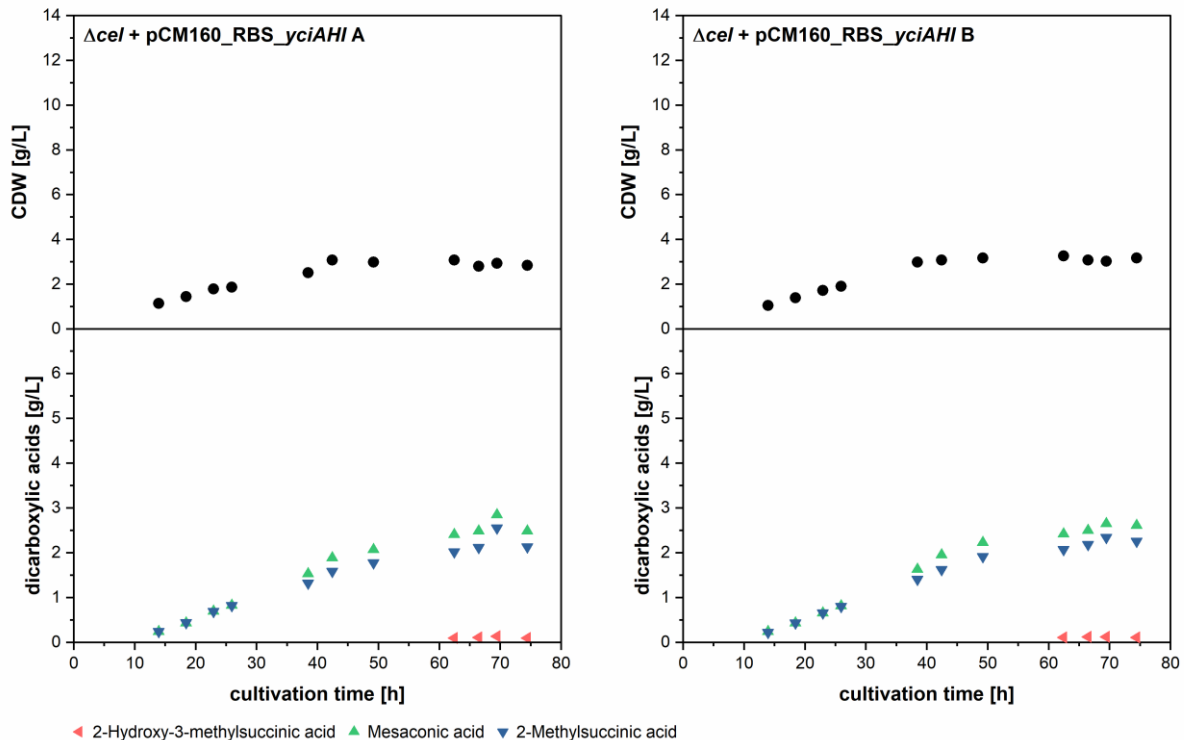 Δcel + pCM160_RBS_yciAHI A
CDW [g/L]
14
12
10
8
6
4
2
0
dicarboxylic acids [g/L]
6
5
4
3
2
1
0
0 10 20 30 40 50 60 70 80
cultivation time [h]
Δcel + pCM160_RBS_yciAHI B
CDW [g/L]
14
12
10
8
6
4
2
0
dicarboxylic acids [g/L]
6
5
4
3
2
1
0
0 10 20 30 40 50 60 70 80
cultivation time [h]
2-Hydroxy-3-methylsuccinic acid Mesaconic acid 2-Methylsuccinic acid